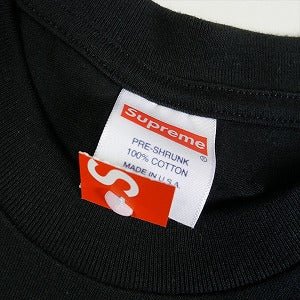 Supreme
PRE-SHRUNK
100% COTTON
MADE IN U.S.A.
®
S